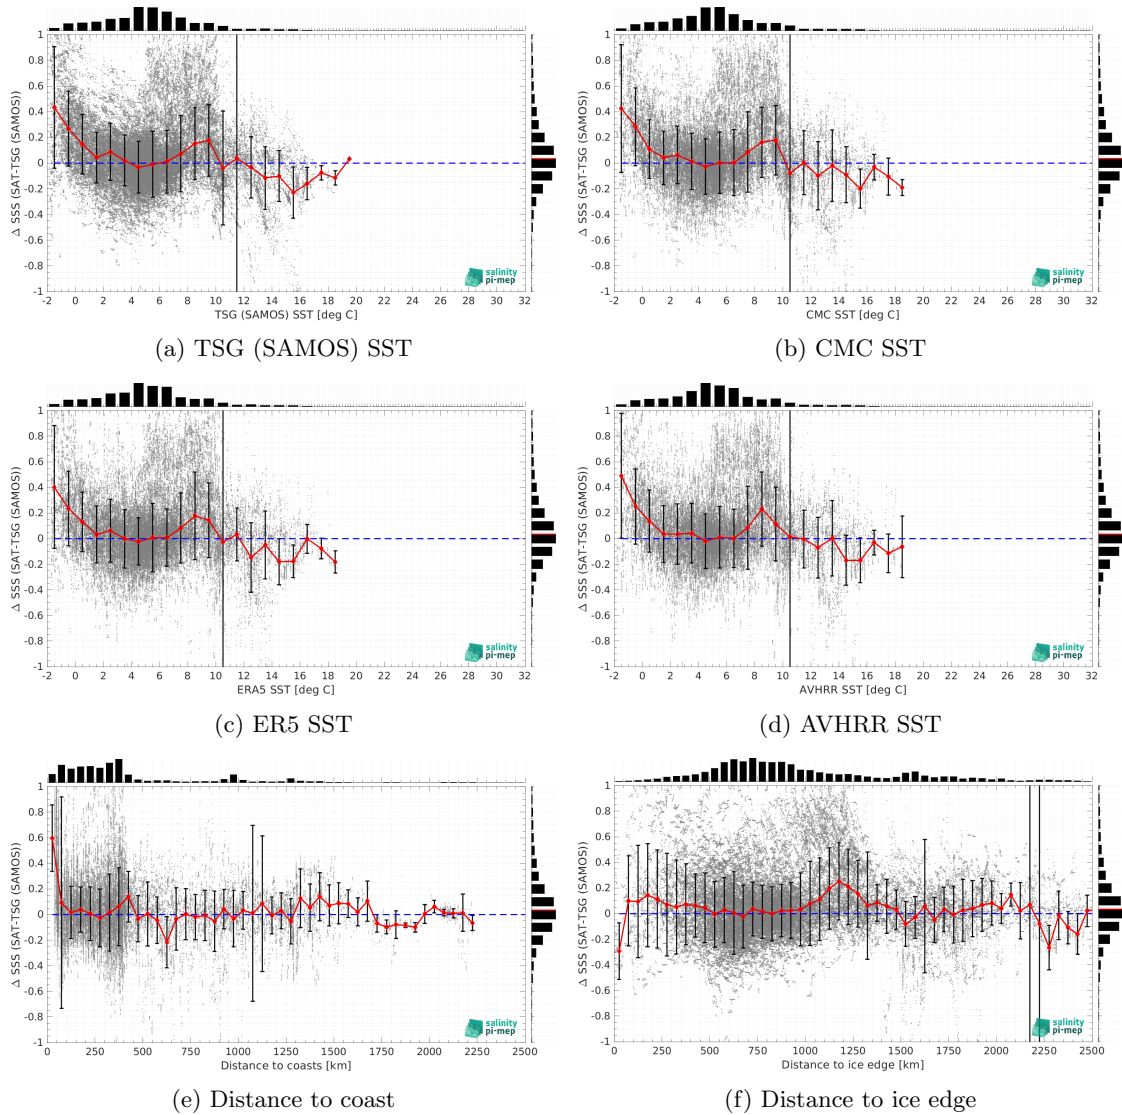 1
0.8
0.6
0.4
0.2
0
-0.2
-0.4
-0.6
-0.8
-1
Δ SSS (SAT-TSG (SAMOS))
salinity
pi-mep
-2 0 2 4 6 8 10 12 14 16 18 20 22 24 26 28 30 32
TSG (SAMOS) SST [deg C]
(a) TSG (SAMOS) SST
1
0.8
0.6
0.4
0.2
0
-0.2
-0.4
-0.6
-0.8
-1
Δ SSS (SAT-TSG (SAMOS))
salinity
pi-mep
-2 0 2 4 6 8 10 12 14 16 18 20 22 24 26 28 30 32
CMC SST [deg C]
(b) CMC SST
1
0.8
0.6
0.4
0.2
0
-0.2
-0.4
-0.6
-0.8
-1
Δ SSS (SAT-TSG (SAMOS))
salinity
pi-mep
-2 0 2 4 6 8 10 12 14 16 18 20 22 24 26 28 30 32
ERA5 SST [deg C]
(c) ER5 SST
1
0.8
0.6
0.4
0.2
0
-0.2
-0.4
-0.6
-0.8
-1
Δ SSS (SAT-TSG (SAMOS))
salinity
pi-mep
-2 0 2 4 6 8 10 12 14 16 18 20 22 24 26 28 30 32
AVHRR SST [deg C]
(d) AVHRR SST
1
0.8
0.6
0.4
0.2
0
-0.2
-0.4
-0.6
-0.8
-1
Δ SSS (SAT-TSG (SAMOS))
salinity
pi-mep
0 250 500 750 1000 1250 1500 1750 2000 2250 2500
Distance to coasts [km]
(e) Distance to coast
1
0.8
0.6
0.4
0.2
0
-0.2
-0.4
-0.6
-0.8
-1
Δ SSS (SAT-TSG (SAMOS))
salinity
pi-mep
0 250 500 750 1000 1250 1500 1750 2000 2250 2500
Distance to ice edge [km]
(f) Distance to ice edge